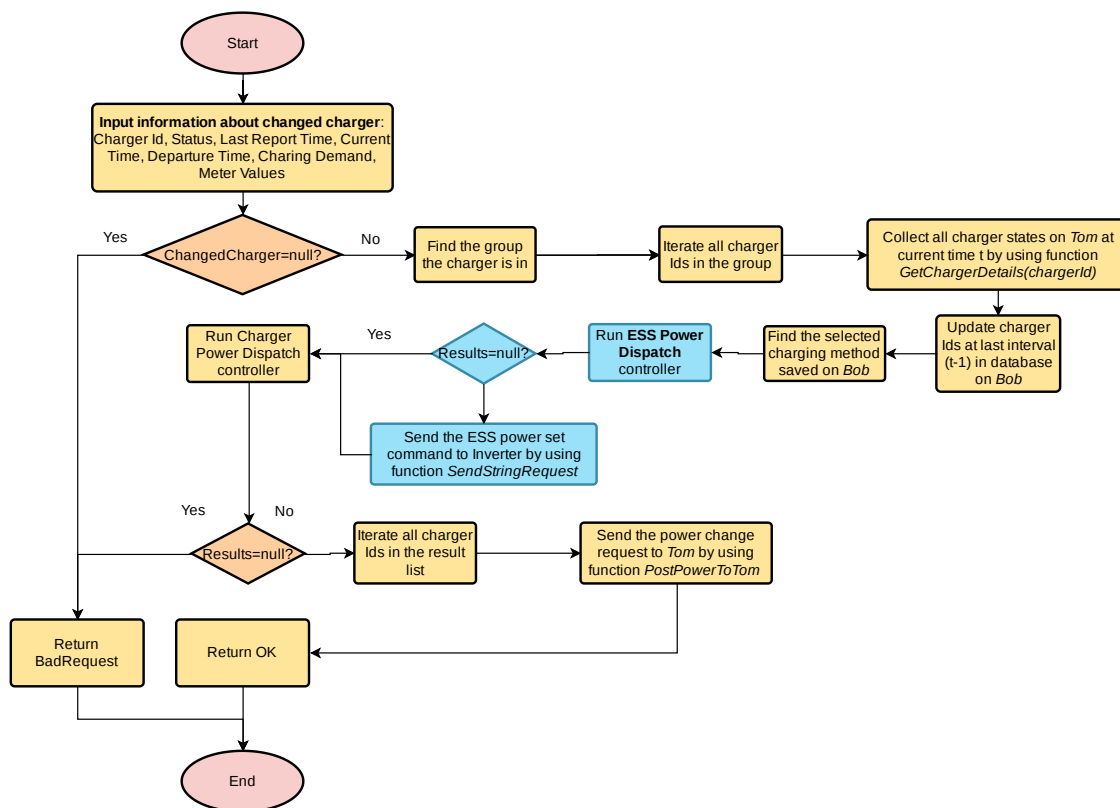 Start
Input information about changed charger:
Charger Id, Status, Last Report Time, Current
Time, Departure Time, Charing Demand,
Meter Values
Yes
ChangedCharger=null?
No
Find the group
the charger is in
Iterate all charger
Ids in the group
Collect all charger states on Tom at
current time t by using function
GetChargerDetails(chargerId)
Update charger
Ids at last interval
(t-1) in database
on Bob
Find the selected
charging method
saved on Bob
Run ESS Power
Dispatch
controller
Results=null?
Yes
Run Charger
Power Dispatch
controller
Send the ESS power set
command to Inverter by using
function SendStringRequest
Yes
No
Results=null?
Iterate all charger
Ids in the result
list
Send the power change
request to Tom by using
function PostPowerToTom
Return
BadRequest
Return OK
End